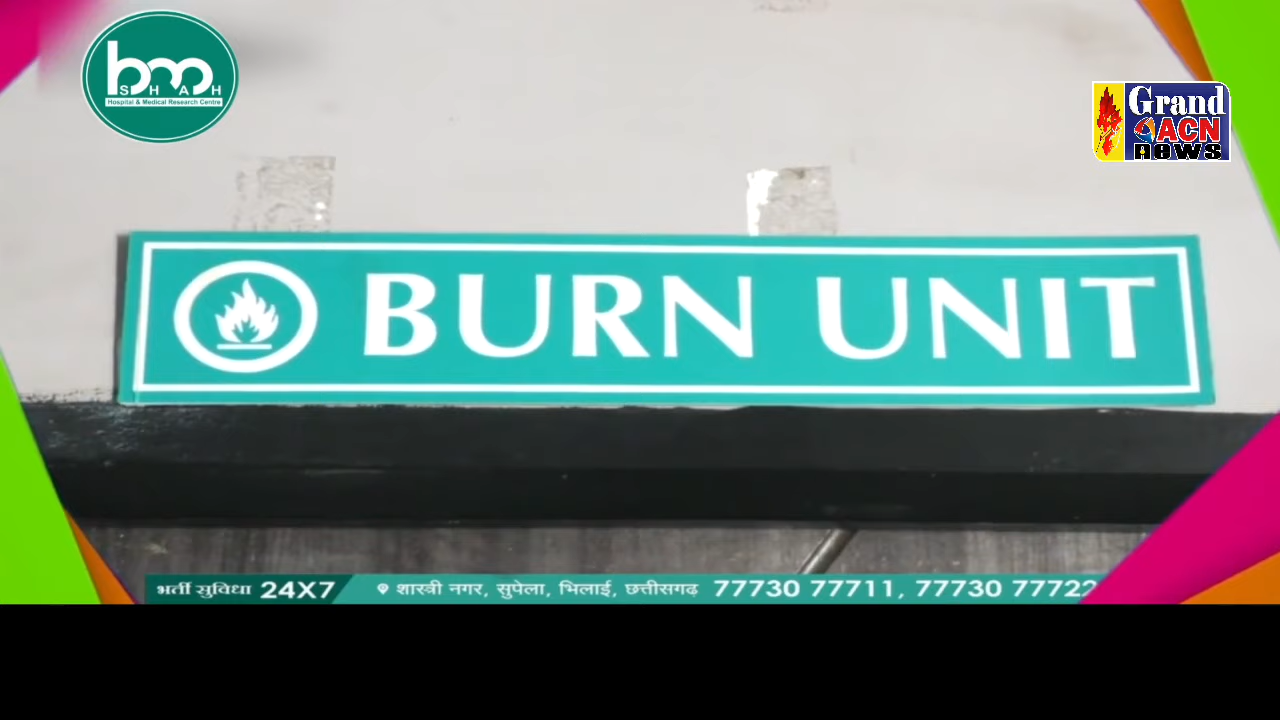 bm
SHAH
Hospital & Medical Research Centre
Grand
ACN
news
BURN UNIT
भर्ती सुविधा 24X7
शास्त्री नगर, सुपेला, भिलाई, छत्तीसगढ़ 77730 77711, 77730 77722